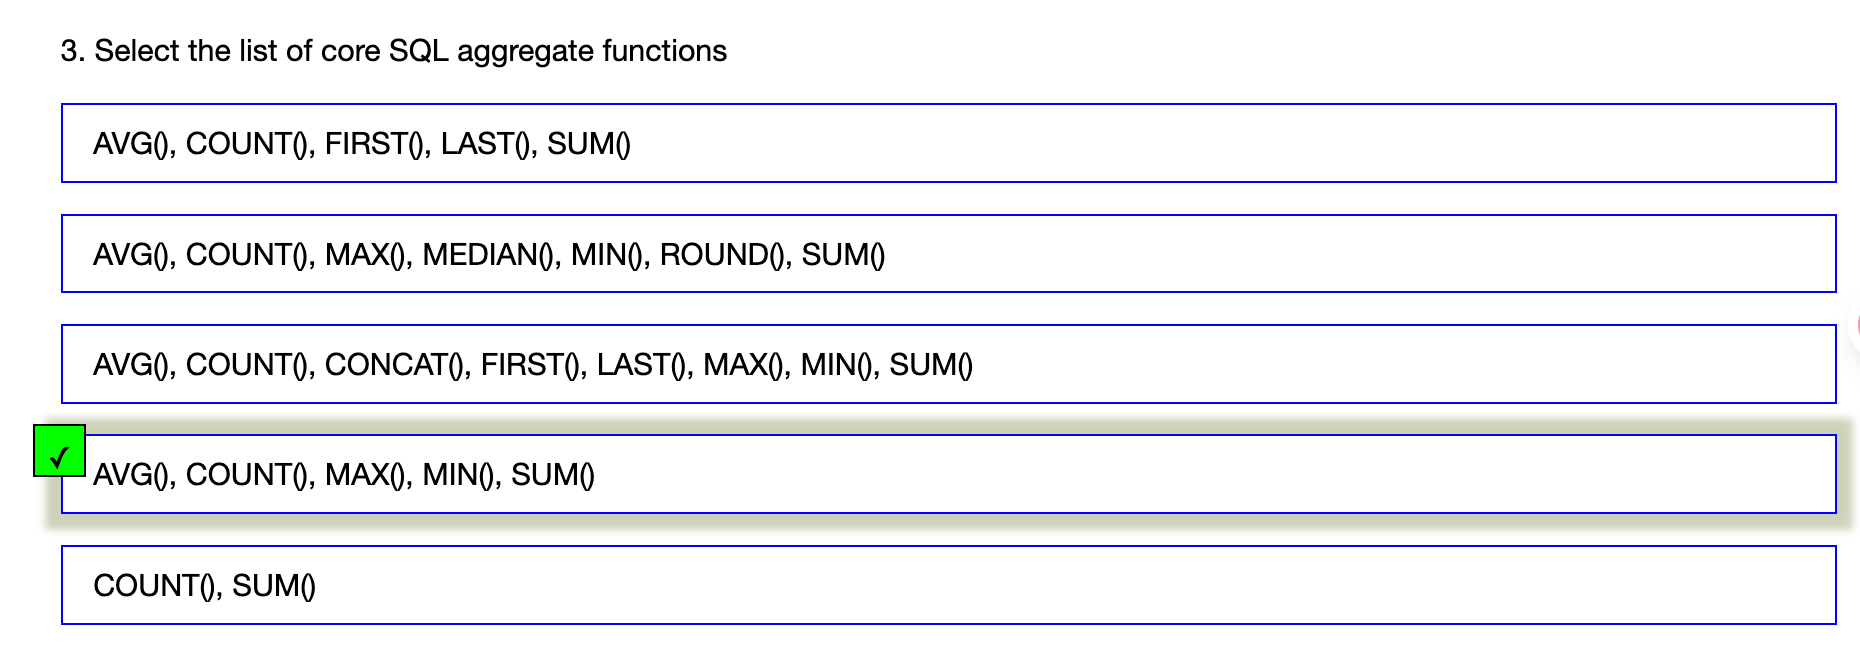 3. Select the list of core SQL aggregate functions
AVG(), COUNT(), FIRST(), LAST(), SUM()
AVG(), COUNT(), MAX(), MEDIAN(), MIN(), ROUND(), SUM()
AVG(), COUNT(), CONCAT(), FIRST(), LAST(), MAX(), MIN(), SUM()
✓
AVG(), COUNT(), MAX(), MIN(), SUM()
COUNT(), SUM()